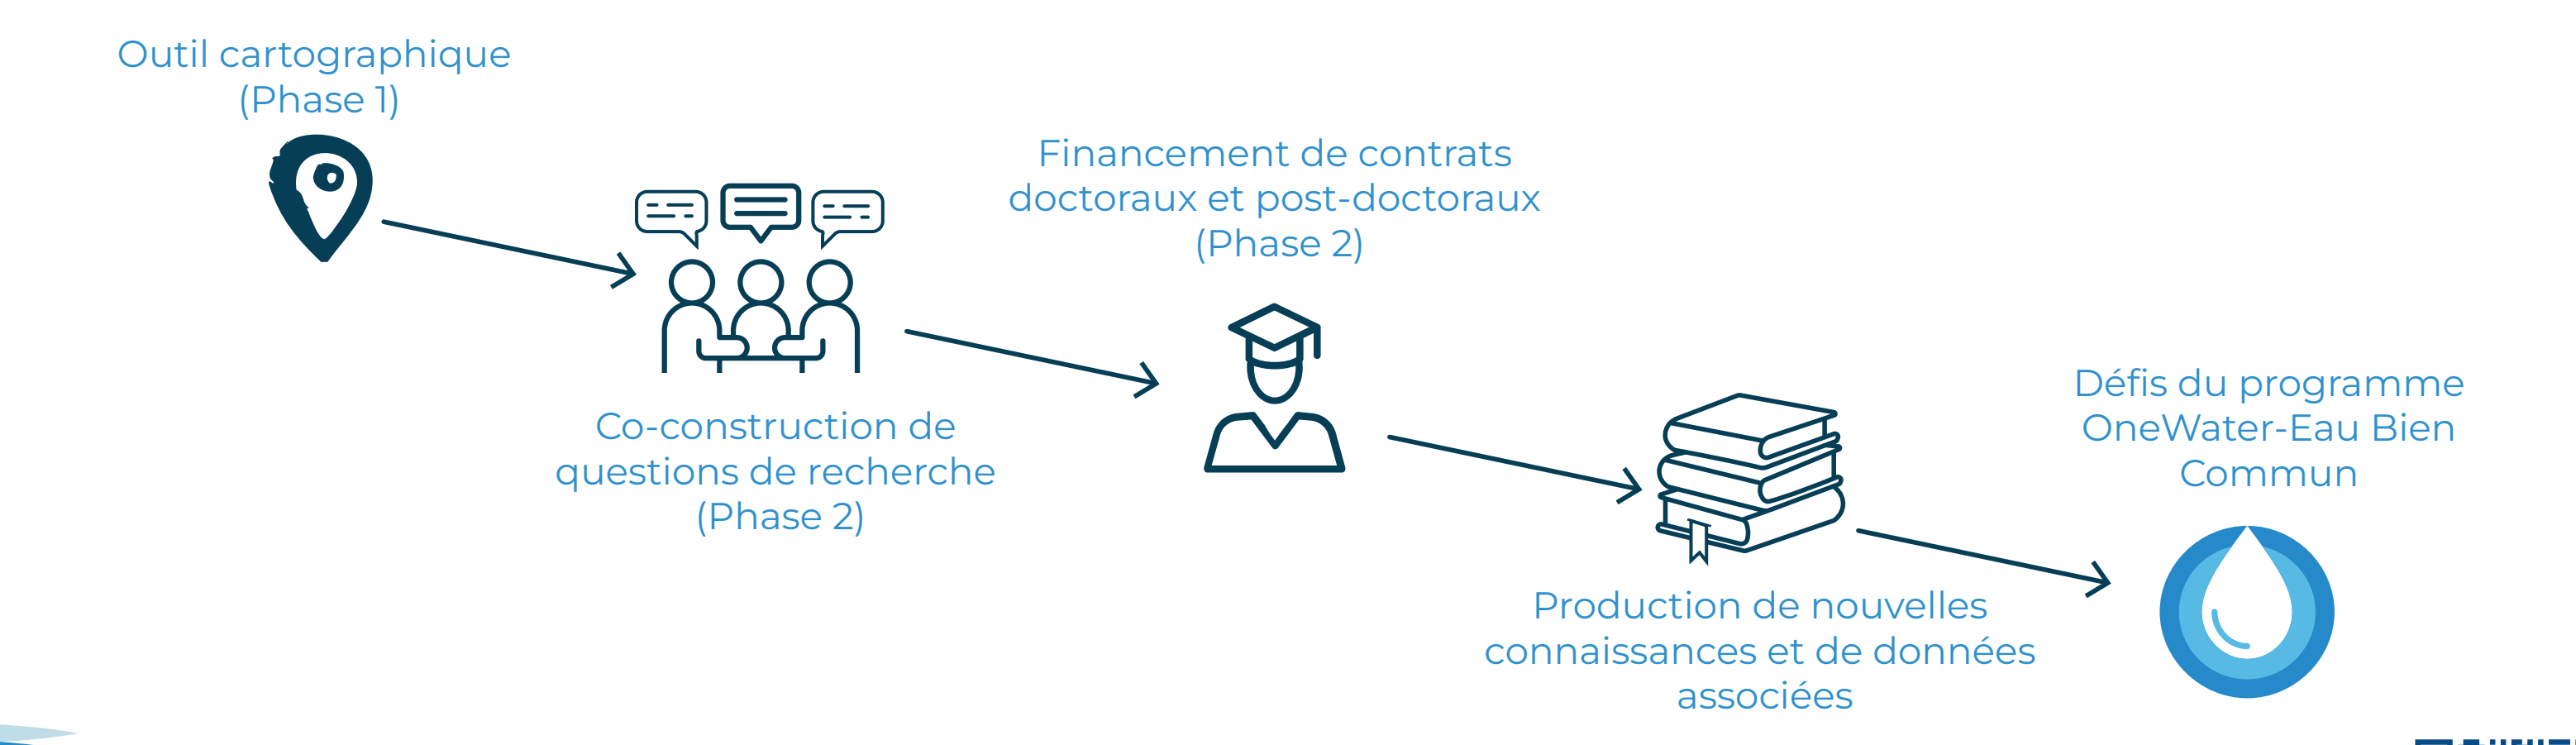 Outil cartographique
(Phase 1)
Co-construction de
questions de recherche
(Phase 2)
Financement de contrats
doctoraux et post-doctoraux
(Phase 2)
Production de nouvelles
connaissances et de données
associées
Défis du programme
OneWater-Eau Bien
Commun